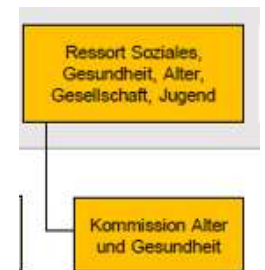 Ressort Soziales,
Gesundheit, Alter,
Gesellschaft, Jugend
Kommission Alter
und Gesundheit